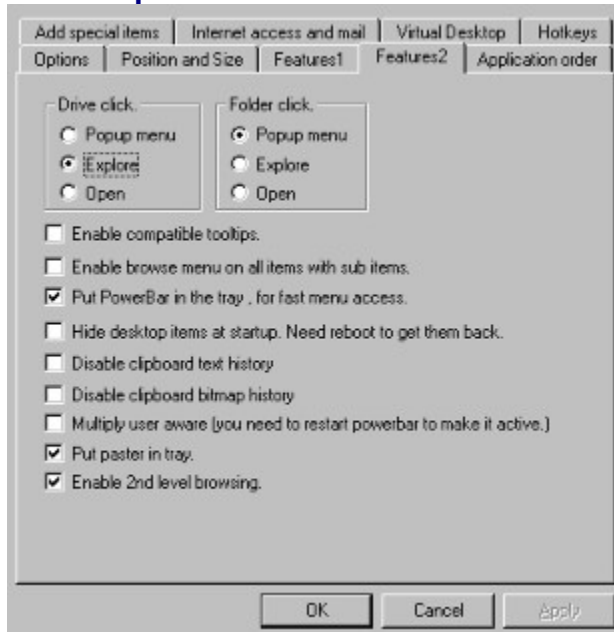 Add special items Internet access and mail Virtual Desktop Hotkeys
Options Position and Size Features1 Features2 Application order
Drive click. Folder click.
Popup menu Popup menu
Explore Explore
Open Open
Enable compatible tooltips.
Enable browse menu on all items with sub items.
Put PowerBar in the tray , for fast menu access.
Hide desktop items at startup. Need reboot to get them back.
Disable clipboard text history
Disable clipboard bitmap history
Multiply user aware (you need to restart powerbar to make it active.)
Put paster in tray.
Enable 2nd level browsing.
OK Cancel Apply